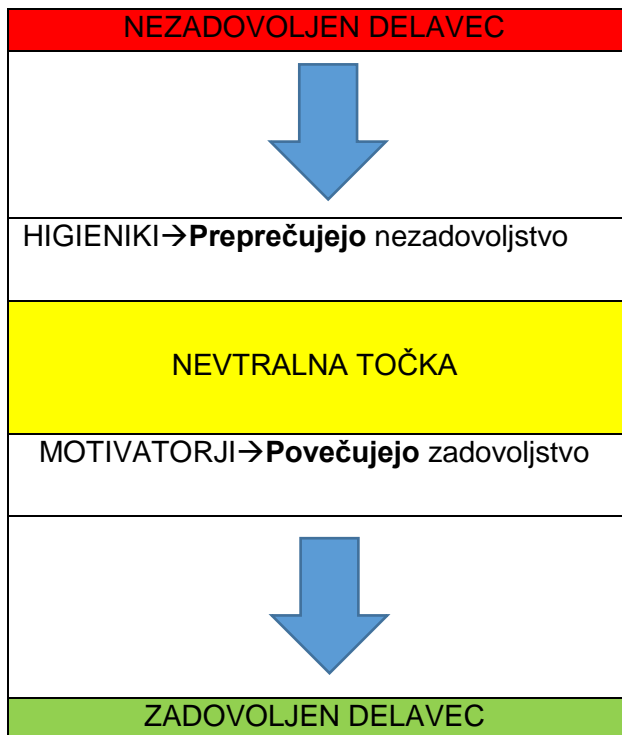 NEZADOVOLJEN DELAVEC
HIGIENIKI→Preprečujejo nezadovoljstvo
NEVTRALNA TOČKA
MOTIVATORJI→Povečujejo zadovoljstvo
ZADOVOLJEN DELAVEC